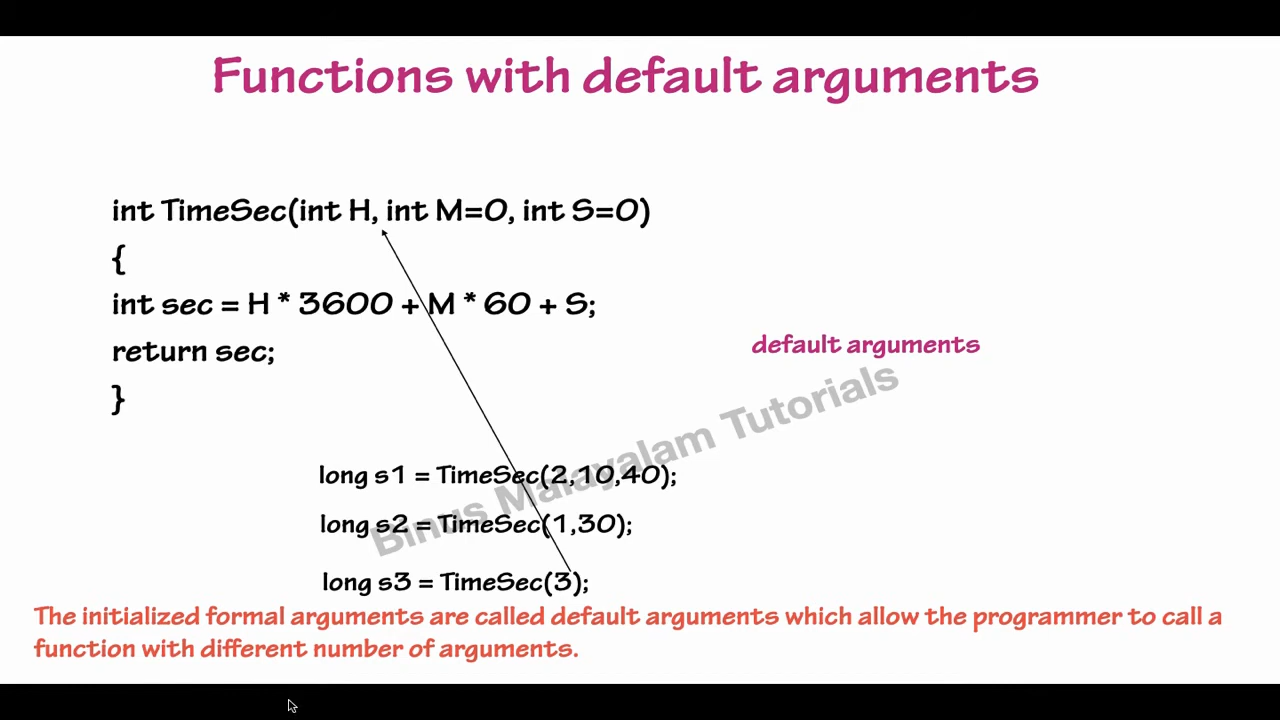 Functions with default arguments
int TimeSec(int H, int M=0, int S=0)
{
int sec = H * 3600 + M * 60 + S;
return sec;
default arguments
}
Binus Malayalam Tutorials
long s1 = TimeSec(2,10,40);
long s2 = TimeSec(1,30);
long s3 = TimeSec(3);
The initialized formal arguments are called default arguments which allow the programmer to call a
function with different number of arguments.